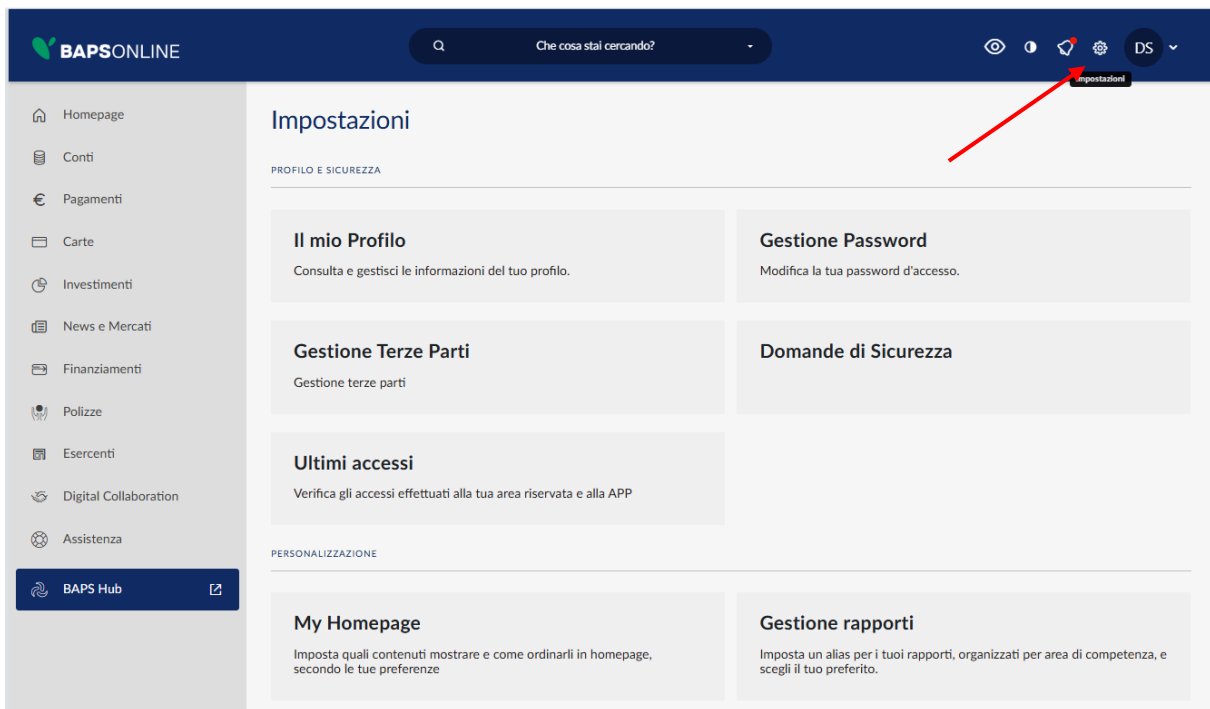 BAPSONLINE
Che cosa stai cercando?
DS
Impostazioni
Homepage
Conti
Pagamenti
Carte
Investimenti
News e Mercati
Finanziamenti
Polizze
Esercenti
Digital Collaboration
Assistenza
BAPS Hub
Impostazioni
PROFILO E SICUREZZA
Il mio Profilo
Consulta e gestisci le informazioni del tuo profilo.
Gestione Password
Modifica la tua password d'accesso.
Gestione Terze Parti
Gestione terze parti
Domande di Sicurezza
Ultimi accessi
Verifica gli accessi effettuati alla tua area riservata e alla APP
PERSONALIZZAZIONE
My Homepage
Imposta quali contenuti mostrare e come ordinarli in homepage,
secondo le tue preferenze
Gestione rapporti
Imposta un alias per i tuoi rapporti, organizzati per area di competenza, e
scegli il tuo preferito.